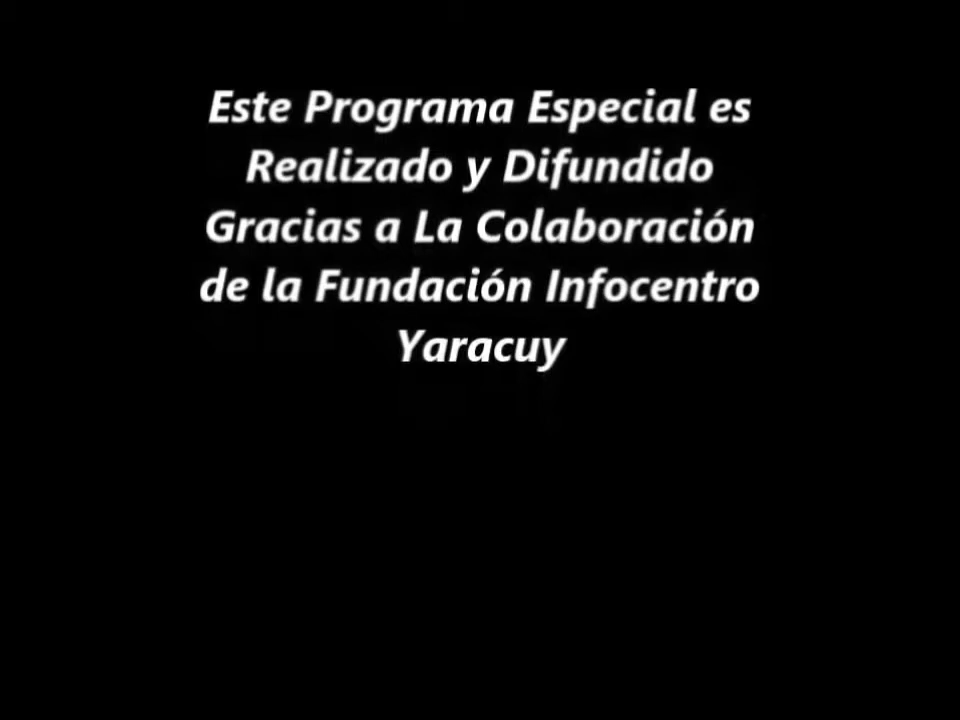 Este Programa Especial es
Realizado y Difundido
Gracias a La Colaboración
de la Fundación Infocentro
Yaracuy